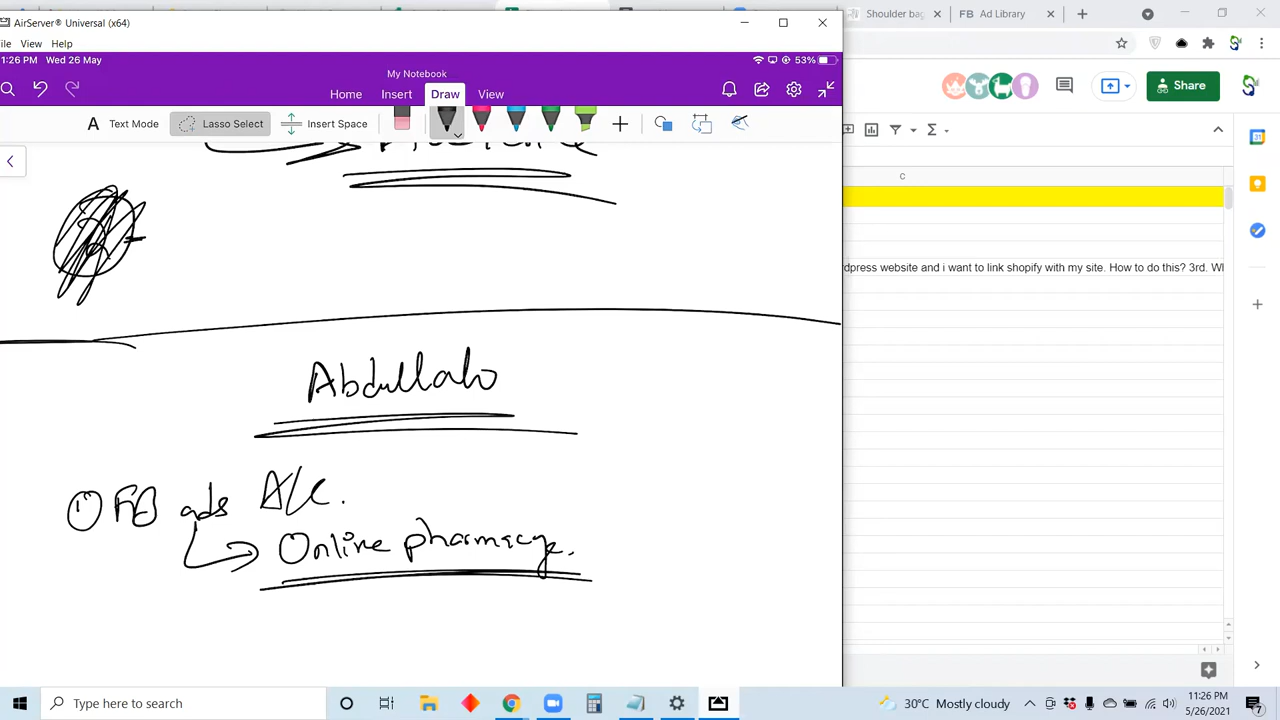 AirServer® Universal (x64)
Shoulder Bag
FB Ad Library
File View Help
1:26 PM Wed 26 May
53%
My Notebook
Home Insert Draw View
Share
Text Mode Lasso Select Insert Space
C
rdpress website and i want to link shopify with my site. How to do this? 3rd. Wl
Abdullah
① FB ads A/C.
Online pharmacy.
Type here to search
30°C Mostly cloudy
11:26 PM
5/26/2021
7